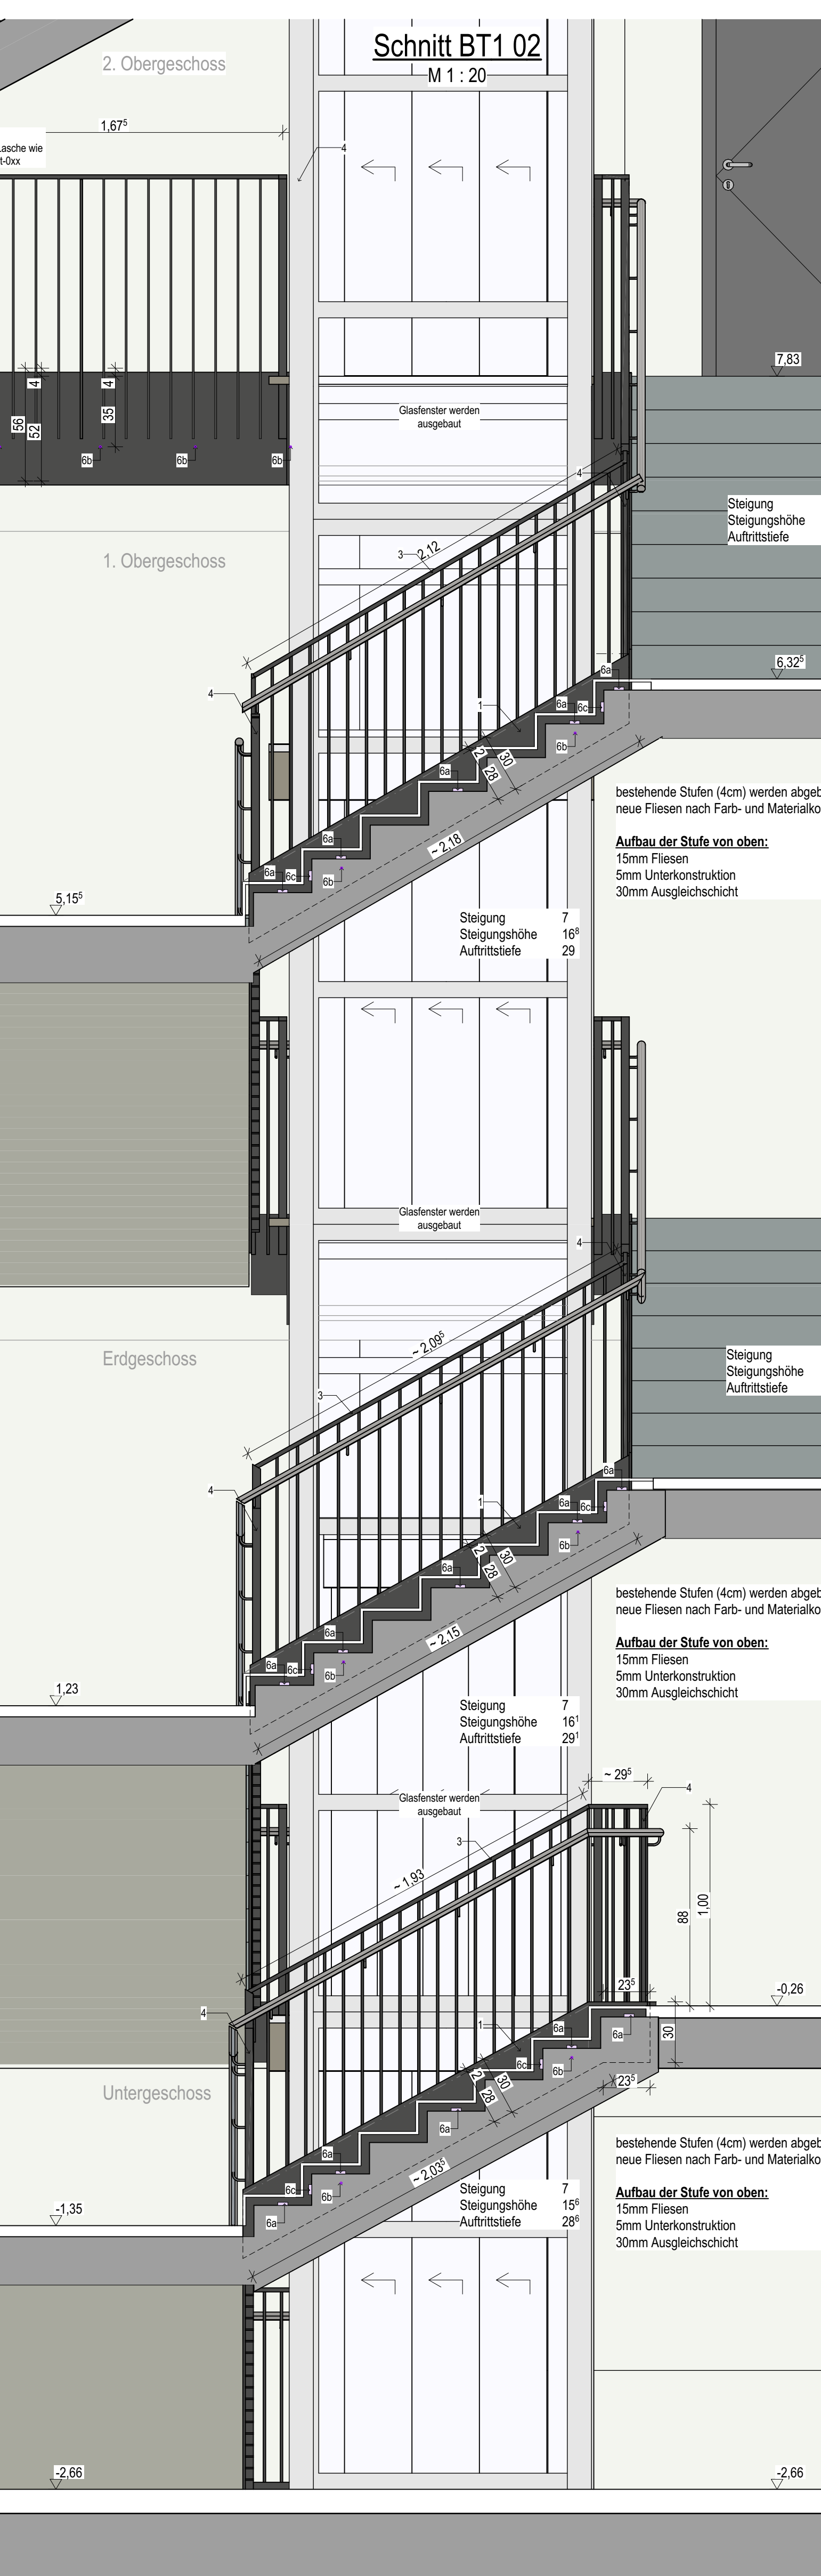 Schnitt BT1 02
M 1 : 20
2. Obergeschoss
1,67⁵
Lasche wie
t-0xx
4
7,83
4
4
56
52
35
6b
6b
6b
Glasfenster werden
ausgebaut
4
Steigung
Steigungshöhe
Auftrittstiefe
1. Obergeschoss
3
2,12
6,32⁵
6a
4
1
6a
6c
6b
2
28
30
6a
bestehende Stufen (4cm) werden abgeb
neue Fliesen nach Farb- und Materialko
6a
~ 2,18
Aufbau der Stufe von oben:
15mm Fliesen
5mm Unterkonstruktion
30mm Ausgleichschicht
6a
6c
6b
5,15⁵
Steigung 7
Steigungshöhe 16⁸
Auftrittstiefe 29
Glasfenster werden
ausgebaut
4
~ 2,09⁵
Erdgeschoss
Steigung
Steigungshöhe
Auftrittstiefe
3
6a
4
1
6a
6c
6b
2
28
30
6a
bestehende Stufen (4cm) werden abgeb
neue Fliesen nach Farb- und Materialko
6a
~ 2,15
Aufbau der Stufe von oben:
15mm Fliesen
5mm Unterkonstruktion
30mm Ausgleichschicht
6a
6c
6b
1,23
Steigung 7
Steigungshöhe 16¹
Auftrittstiefe 29¹
~ 29⁵
4
Glasfenster werden
ausgebaut
3
~ 1,93
88
1,00
23⁵
-0,26
4
1
6a
6a
30
6c
6b
2
28
30
23⁵
Untergeschoss
6a
bestehende Stufen (4cm) werden abgeb
neue Fliesen nach Farb- und Materialko
6a
~ 2,03⁵
Aufbau der Stufe von oben:
15mm Fliesen
5mm Unterkonstruktion
30mm Ausgleichschicht
6c
6b
6a
-1,35
Steigung 7
Steigungshöhe 15⁶
Auftrittstiefe 28⁶
-2,66
-2,66